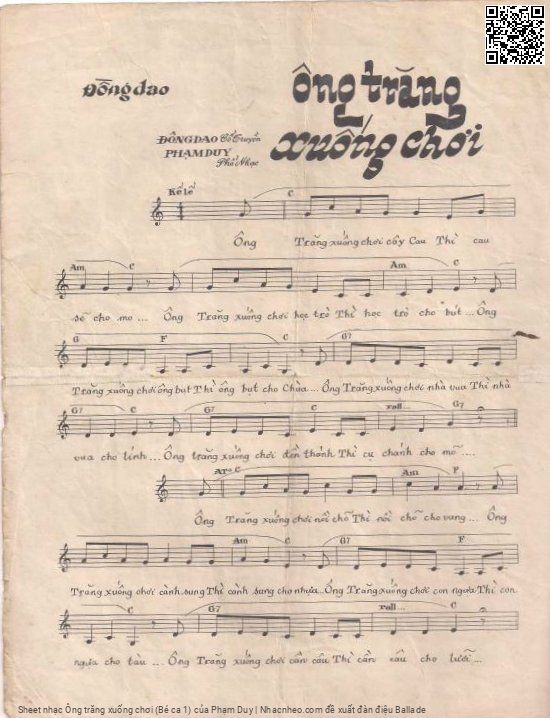 Đồng dao
ông trăng
xuống chơi
ĐỒNG DAO Cổ Truyền
PHẠM DUY Phổ Nhạc
Kể lể
C
Ông Trăng xuống chơi cây Cau Thì cau
Am C Am C
sẽ cho mo... Ông Trăng xuống chơi học trò Thì học trò cho bút... Ông
G F C G7
Trăng xuống chơi ông bụt Thì ông bụt cho Chùa... Ông Trăng xuống chơi nhà vua Thì nhà
G7 C G7 C rall... G7
vua cho lính... Ông trăng xuống chơi đền thánh Thì cụ chánh cho mõ....
C Am F
Ông Trăng xuống chơi nồi chõ Thì nồi chõ cho vung... Ông
Am C G7 F
Trăng xuống chơi cành sung Thì cành sung cho nhựa.. Ông Trăng xuống chơi con ngựa Thì con
C G7 rall... C
ngựa cho tàu... Ông Trăng xuống chơi cần câu Thì cần câu cho lưỡi...
Sheet nhạc Ông trăng xuống chơi (Bé ca 1) của Phạm Duy | Nhacnheo.com đề xuất đàn điệu Ballade